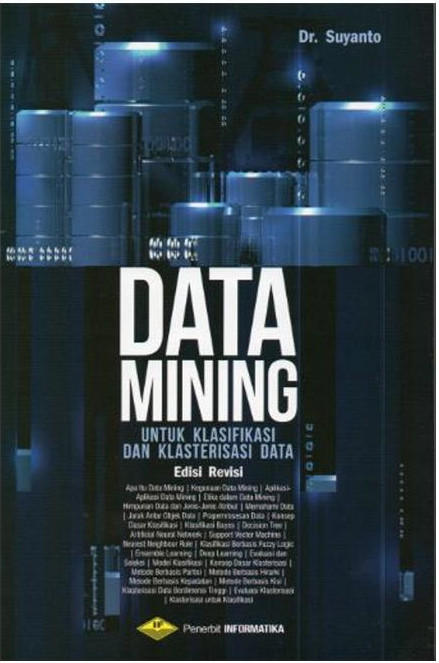 Dr. Suyanto
DATA
MINING
UNTUK KLASIFIKASI
DAN KLASTERISASI DATA
Edisi Revisi
Apa Itu Data Mining | Kegunaan Data Mining | Aplikasi-
Aplikasi Data Mining | Etika dalam Data Mining |
Himpunan Data dan Jenis-Jenis Atribut | Memahami Data
| Jarak Antar Objek Data | Prapremosesan Data | Konsep
Dasar Klasifikasi | Klasifikasi Bayes | Decision Tree |
Artificial Neural Network | Support Vector Machine |
Nearest Neighbour Rule | Klasifikasi Berbasis Fuzzy Logic
| Ensemble Learning | Deep Learning | Evaluasi dan
Seleksi | Model Klasifikasi | Konsep Dasar Klasterisasi |
Metode Berbasis Partisi | Metode Berbasis Hirarki |
Metode Berbasis Kepadatan | Metode Berbasis Kisi |
Klasterisasi Data Berdimensi Tinggi | Evaluasi Klasterisasi
| Klasterisasi untuk Klasifikasi
Penerbit INFORMATIKA